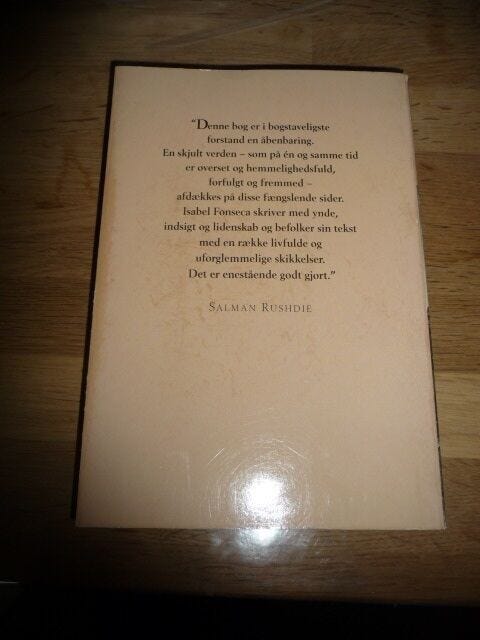 “Denne bog er i bogstaveligste
forstand en åbenbaring.
En skjult verden – som på én og samme tid
er overset og hemmelighedsfuld,
forfulgt og fremmed –
afdækkes på disse fængslende sider.
Isabel Fonseca skriver med ynde,
indsigt og lidenskab og befolker sin tekst
med en række livfulde og
uforglemmelige skikkelser.
Det er enestående godt gjort.”
SALMAN RUSHDIE